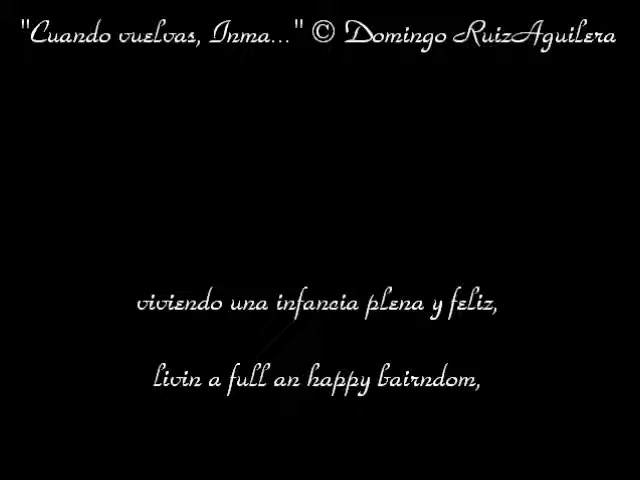 "Cuando vuelvas, Inma..." © Domingo RuizAguilera
viviendo una infancia plena y feliz,
livin a full an happy bairndom,